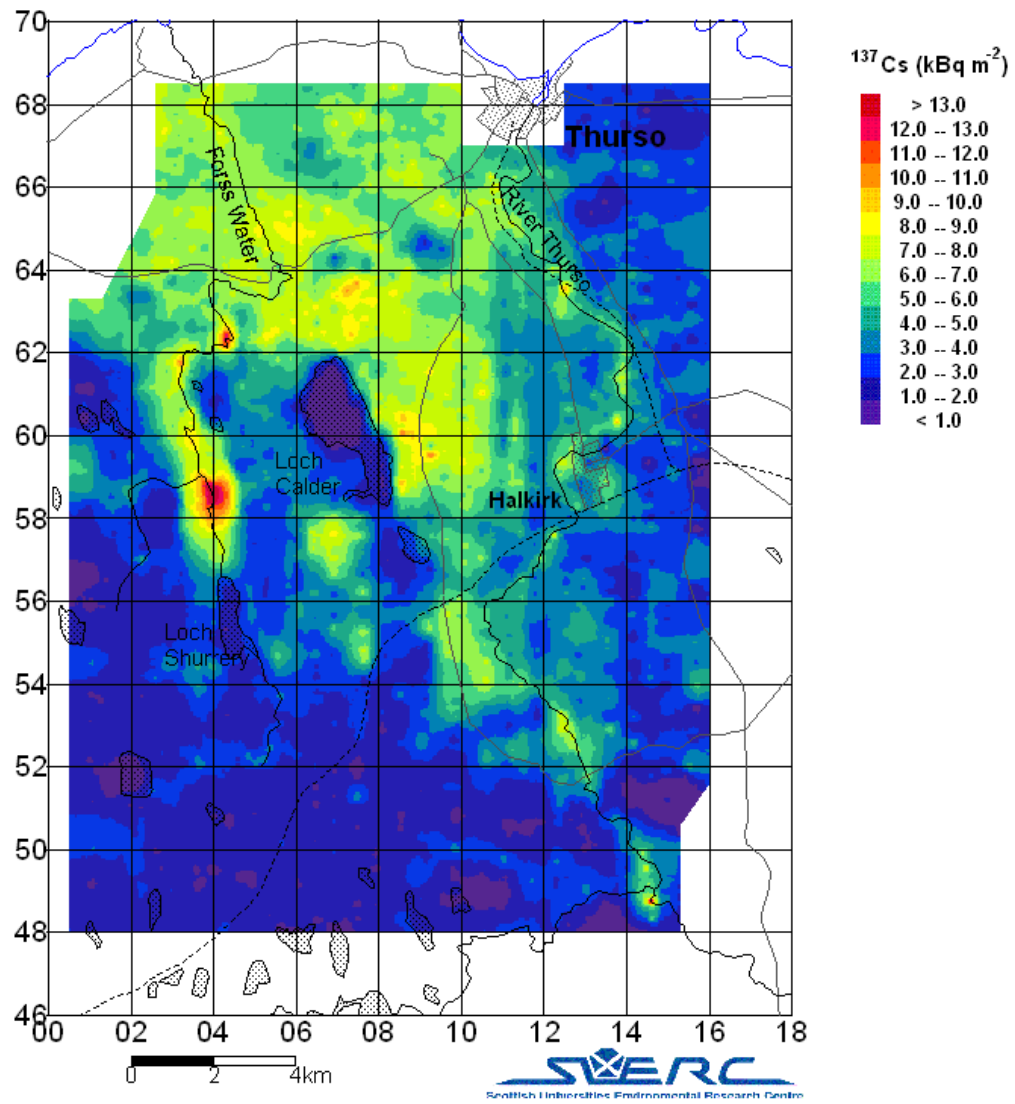 70
68
66
64
62
60
58
56
54
52
50
48
46
00
02
04
06
08
10
12
14
16
18
Thurso
Forss Water
River Thurso
Loch
Calder
Halkirk
Loch
Shurrery
0
2
4km
137Cs (kBq m-2)
> 13.0
12.0 -- 13.0
11.0 -- 12.0
10.0 -- 11.0
9.0 -- 10.0
8.0 -- 9.0
7.0 -- 8.0
6.0 -- 7.0
5.0 -- 6.0
4.0 -- 5.0
3.0 -- 4.0
2.0 -- 3.0
1.0 -- 2.0
< 1.0
SUERC
Scottish Universities Environmental Research Centre